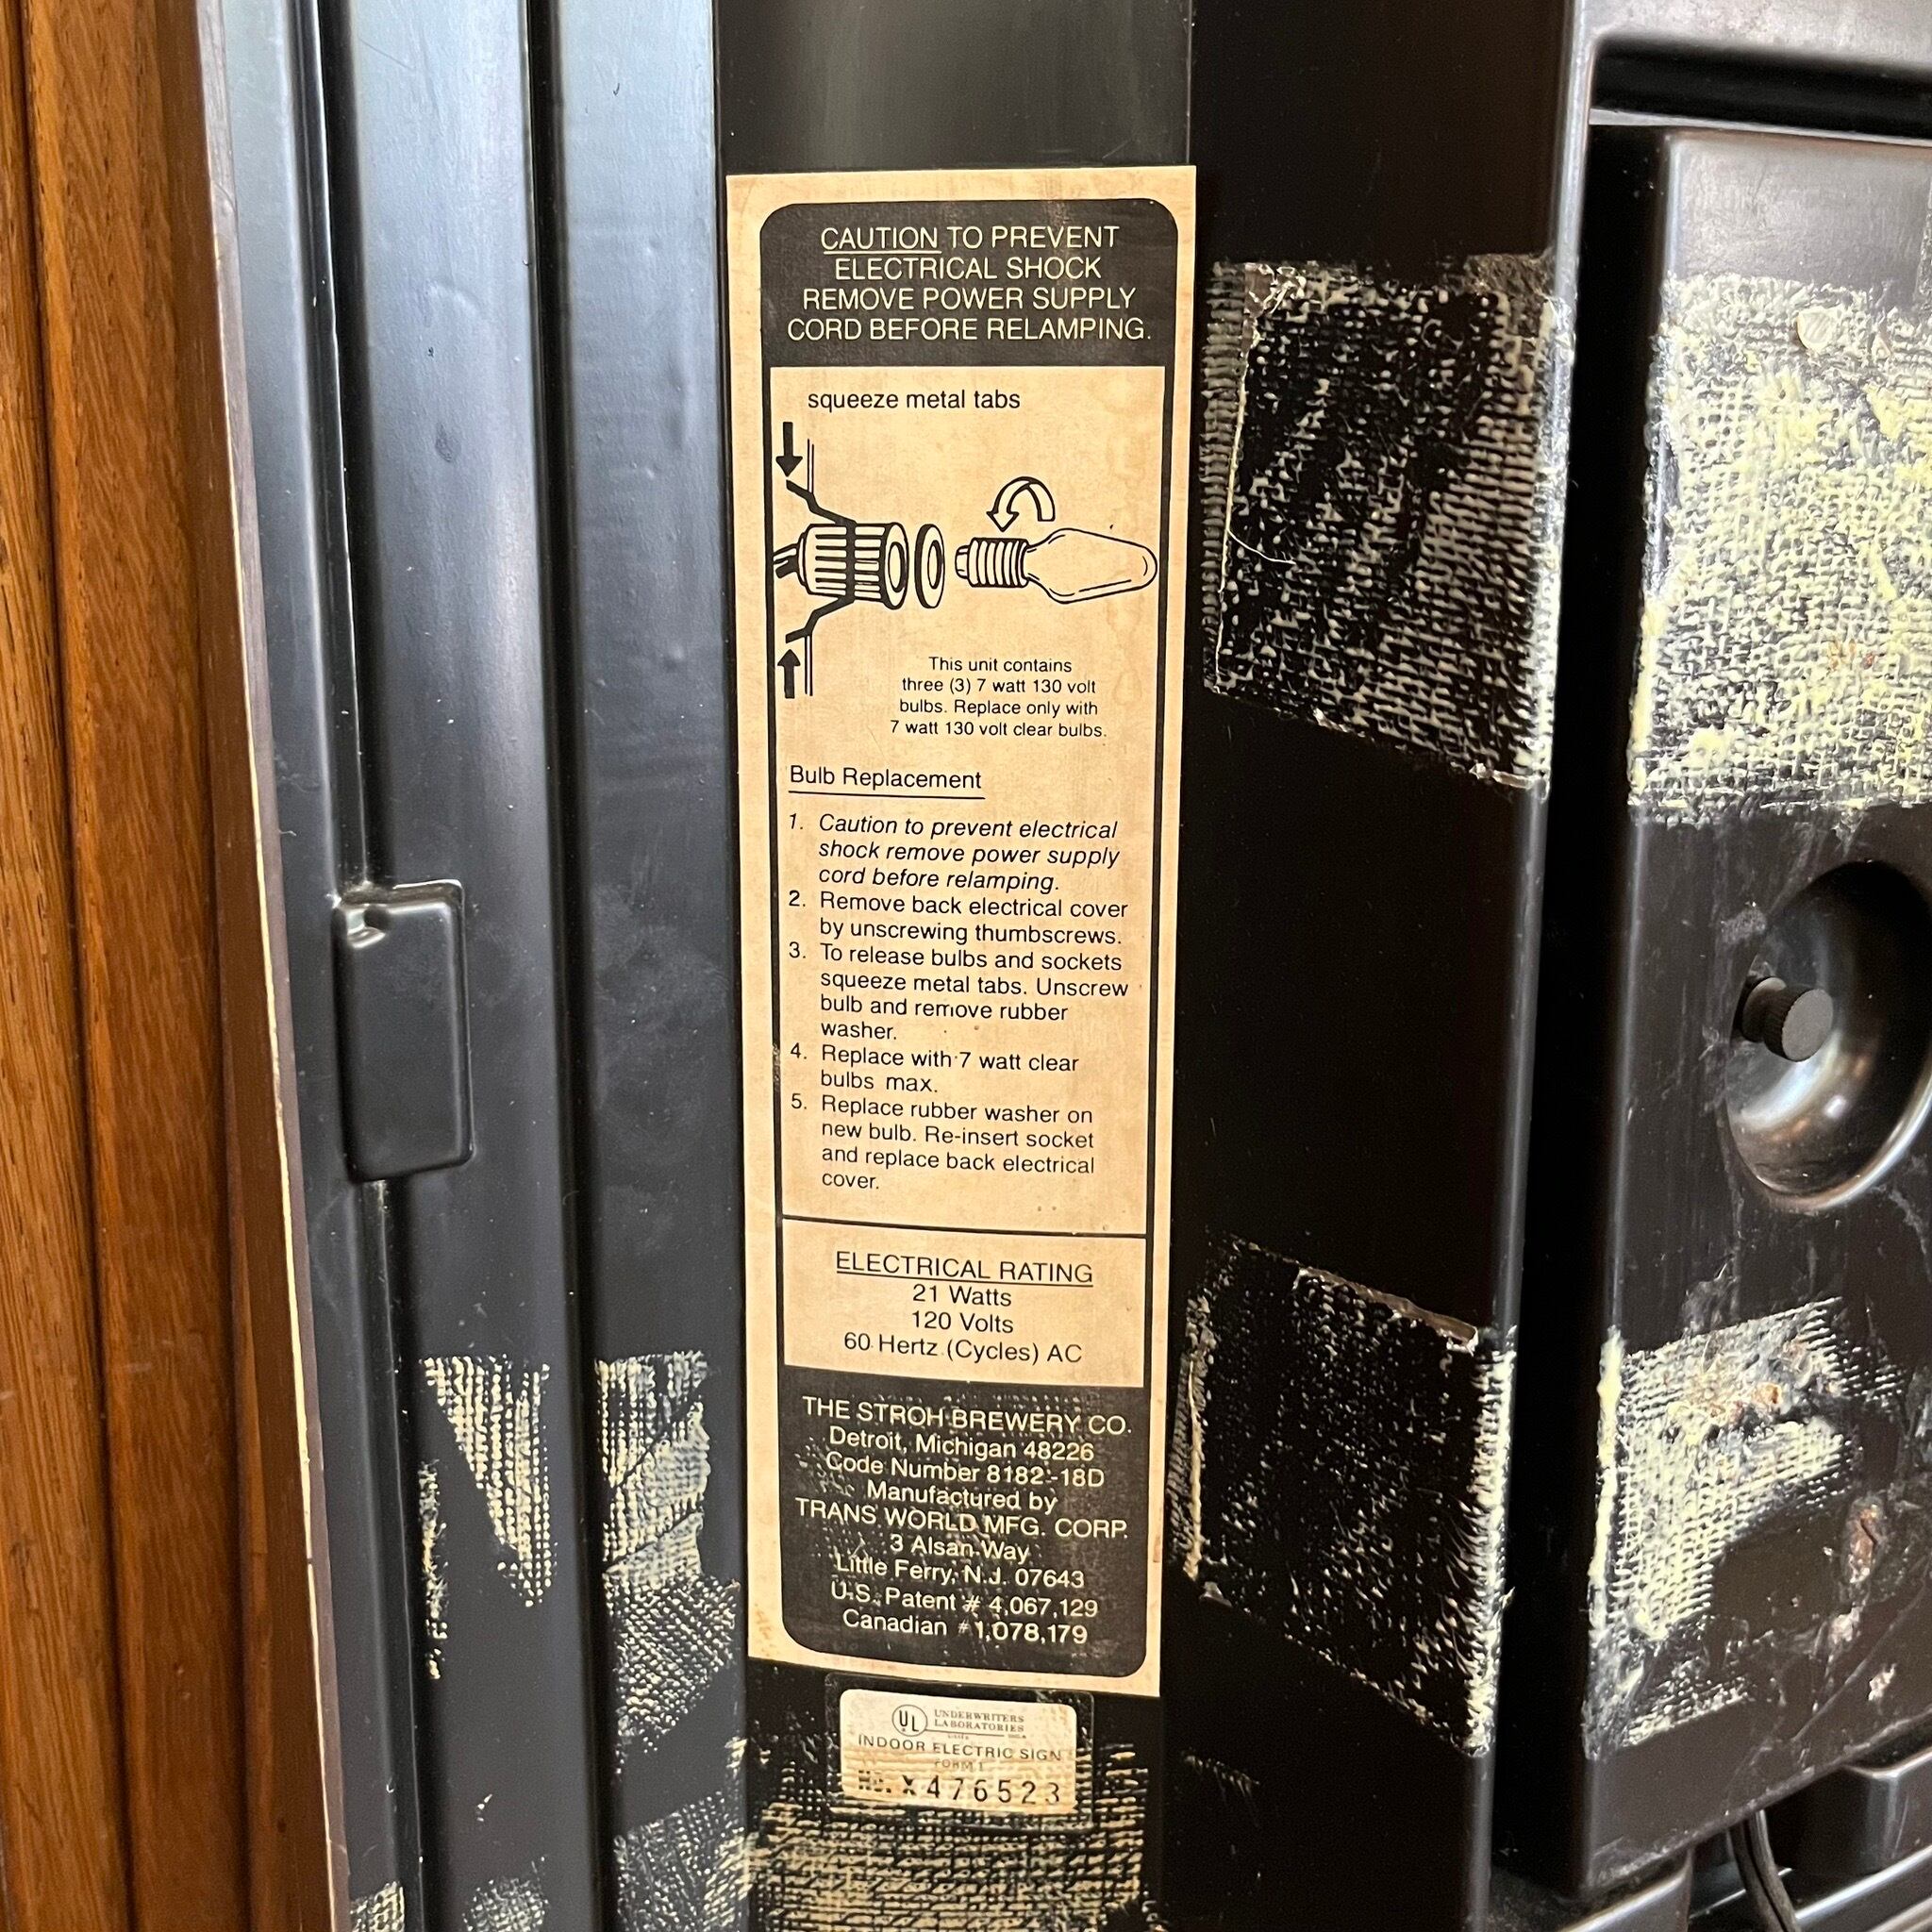 CAUTION TO PREVENT
ELECTRICAL SHOCK
REMOVE POWER SUPPLY
CORD BEFORE RELAMPING.
squeeze metal tabs
This unit contains
three (3) 7 watt 130 volt
bulbs. Replace only with
7 watt 130 volt clear bulbs.
Bulb Replacement
1. Caution to prevent electrical
shock remove power supply
cord before relamping.
2. Remove back electrical cover
by unscrewing thumbscrews.
3. To release bulbs and sockets
squeeze metal tabs. Unscrew
bulb and remove rubber
washer.
4. Replace with 7 watt clear
bulbs max.
5. Replace rubber washer on
new bulb. Re-insert socket
and replace back electrical
cover.
ELECTRICAL RATING
21 Watts
120 Volts
60 Hertz (Cycles) AC
THE STROH BREWERY CO.
Detroit, Michigan 48226
Code Number 8182-18D
Manufactured by
TRANS WORLD MFG. CORP.
3 Alsan Way
Little Ferry, N.J. 07643
U.S. Patent # 4,067,129
Canadian # 1,078,179
UL UNDERWRITERS
LABORATORIES
INDOOR ELECTRIC SIGN
FORM 1
No. X476523